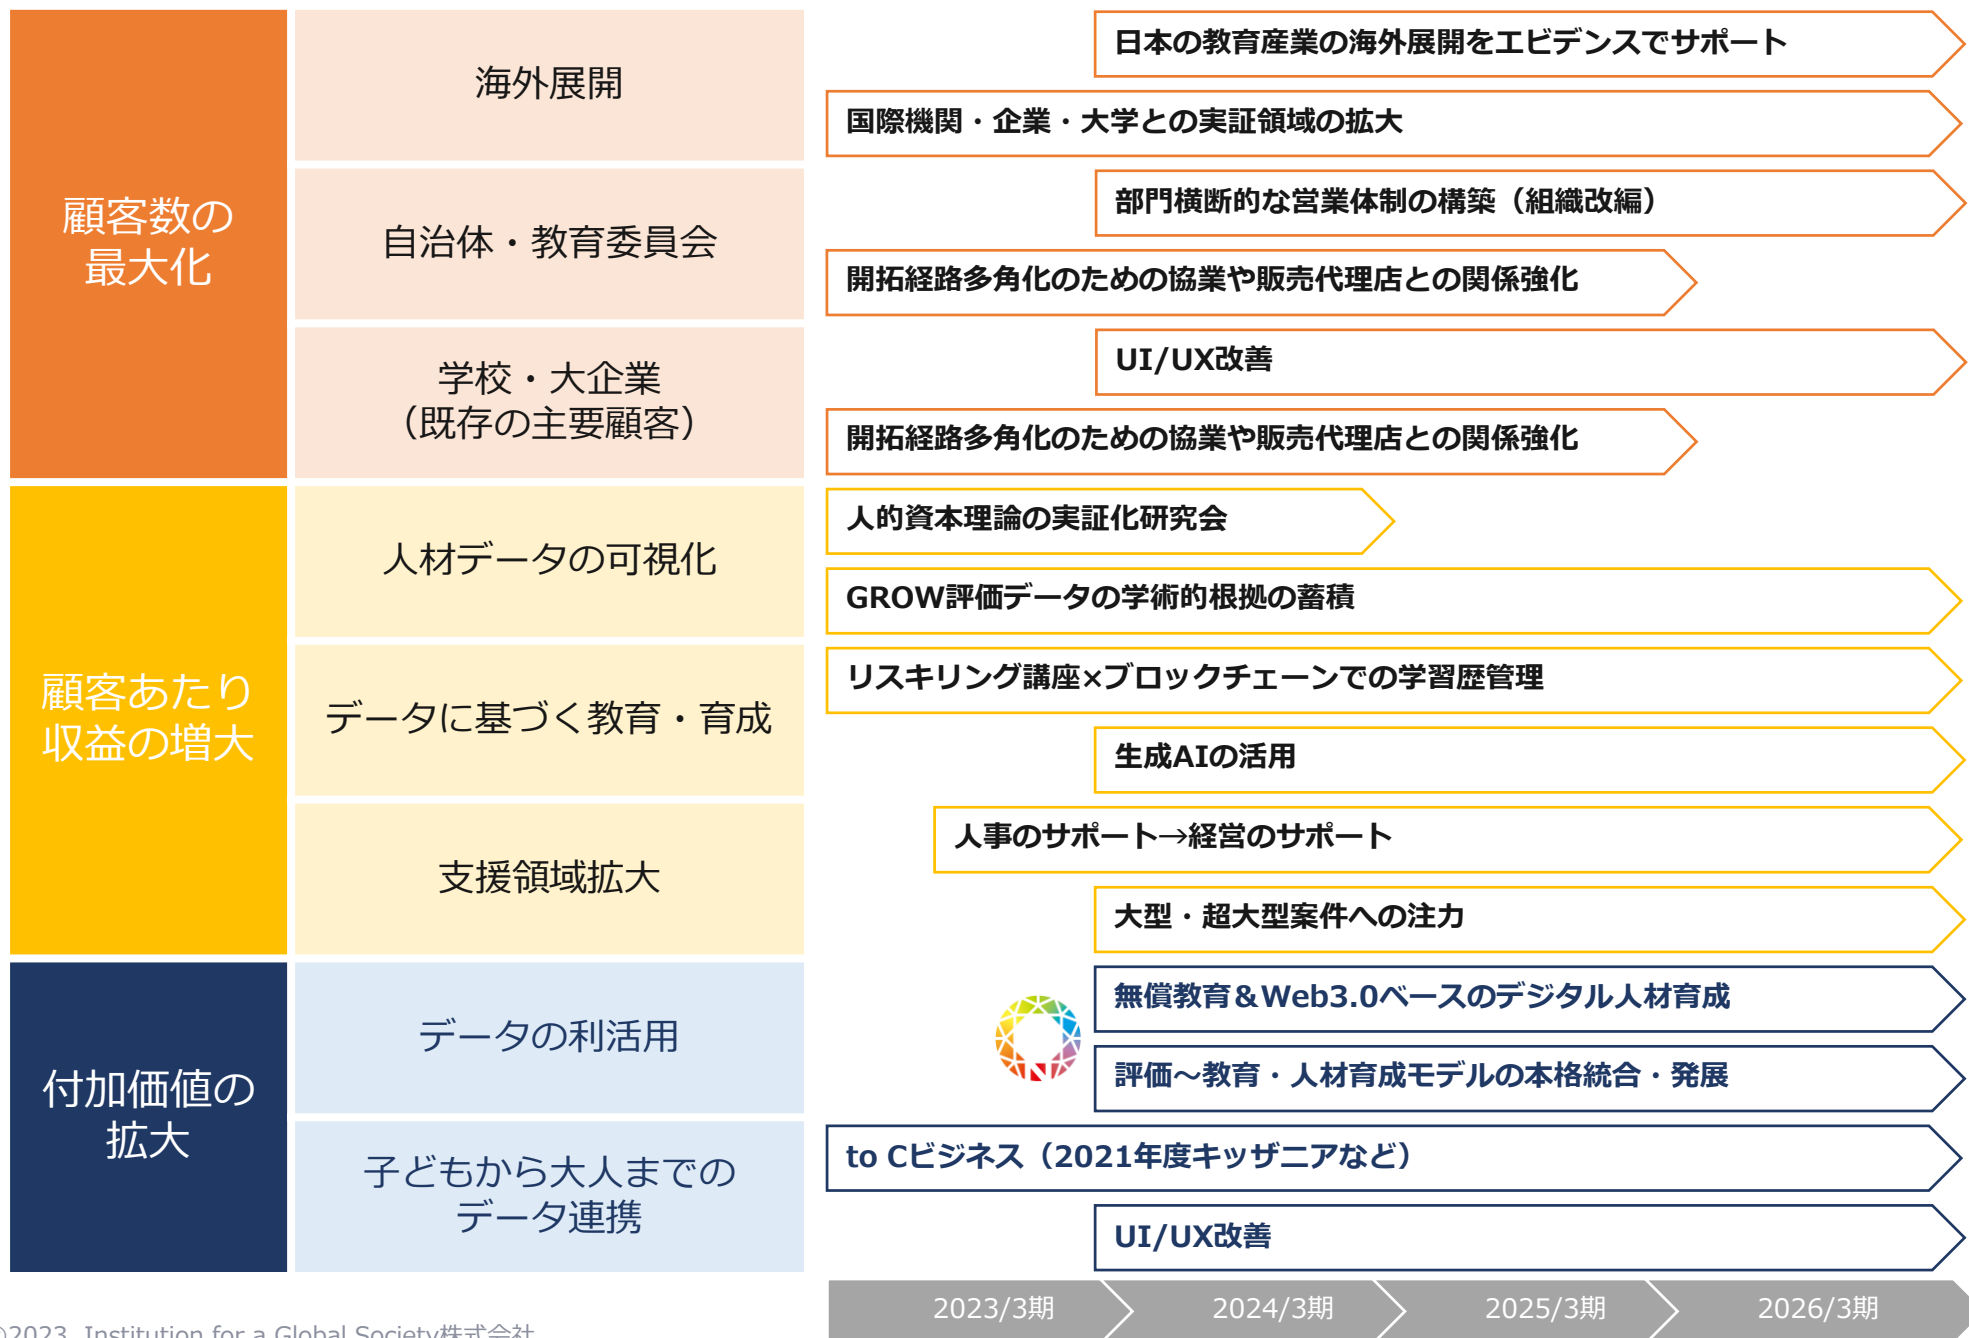 顧客数の
最大化
海外展開
日本の教育産業の海外展開をエビデンスでサポート
国際機関・企業・大学との実証領域の拡大
自治体・教育委員会
部門横断的な営業体制の構築（組織改編）
開拓経路多角化のための協業や販売代理店との関係強化
学校・大企業
（既存の主要顧客）
UI/UX改善
開拓経路多角化のための協業や販売代理店との関係強化
顧客あたり
収益の増大
人材データの可視化
人的資本理論の実証化研究会
GROW評価データの学術的根拠の蓄積
データに基づく教育・育成
リスキリング講座×ブロックチェーンでの学習歴管理
生成AIの活用
支援領域拡大
人事のサポート→経営のサポート
大型・超大型案件への注力
付加価値の
拡大
データの利活用
無償教育＆Web3.0ベースのデジタル人材育成
評価～教育・人材育成モデルの本格統合・発展
子どもから大人までの
データ連携
to Cビジネス（2021年度キッザニアなど）
UI/UX改善
2023/3期
2024/3期
2025/3期
2026/3期
©2023 Institution for a Global Society株式会社